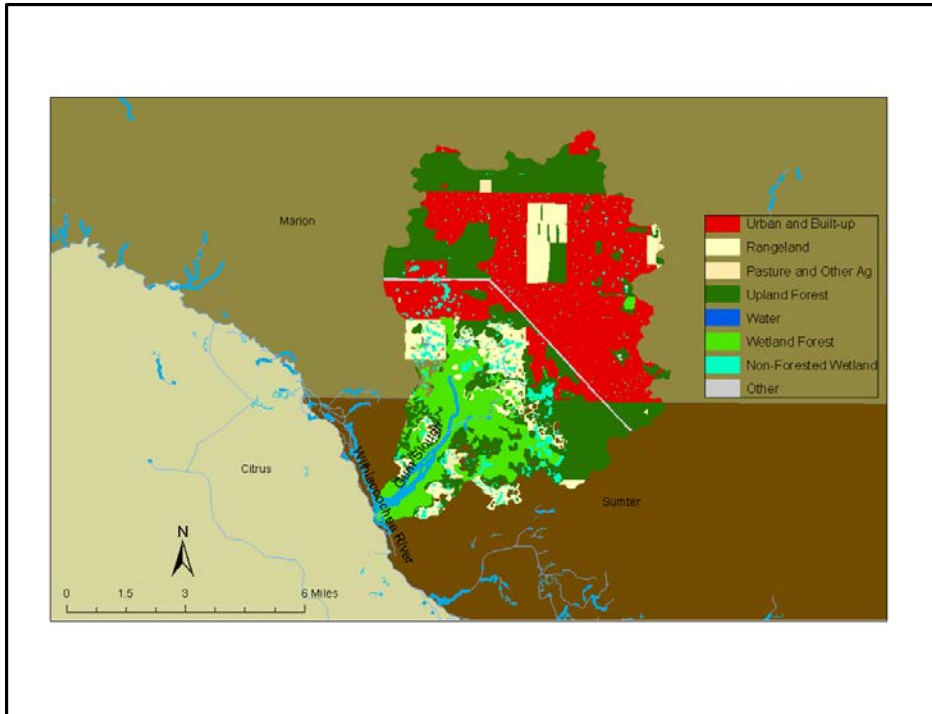 Marion
Urban and Built-up
Rangeland
Pasture and Other Ag
Upland Forest
Water
Wetland Forest
Non-Forested Wetland
Other
Gum Slough
Withlacoochee River
Citrus
Sumter
N
0 1.5 3 6 Miles